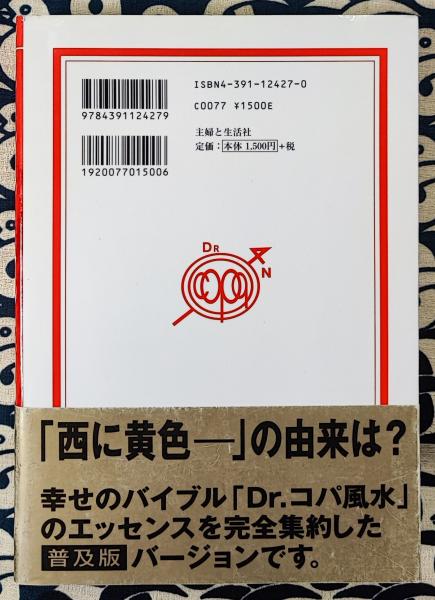 ISBN4-391-12427-0
C0077 ¥1500E
9784391124279
主婦と生活社
定価：本体 1,500円+税
1920077015006
DR
N
copa
「西に黄色―」の由来は？
幸せのバイブル「Dr.コパ風水」
のエッセンスを完全集約した
普及版バージョンです。